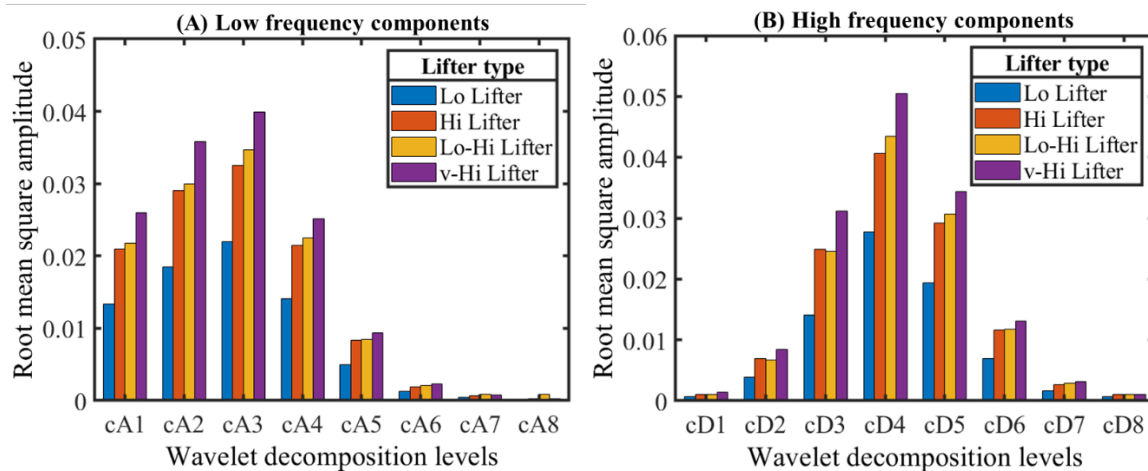 (A) Low frequency components
Root mean square amplitude
0.05
0.04
0.03
0.02
0.01
0
Lifter type
Lo Lifter
Hi Lifter
Lo-Hi Lifter
v-Hi Lifter
cA1 cA2 cA3 cA4 cA5 cA6 cA7 cA8
Wavelet decomposition levels
(B) High frequency components
Root mean square amplitude
0.06
0.05
0.04
0.03
0.02
0.01
0
Lifter type
Lo Lifter
Hi Lifter
Lo-Hi Lifter
v-Hi Lifter
cD1 cD2 cD3 cD4 cD5 cD6 cD7 cD8
Wavelet decomposition levels